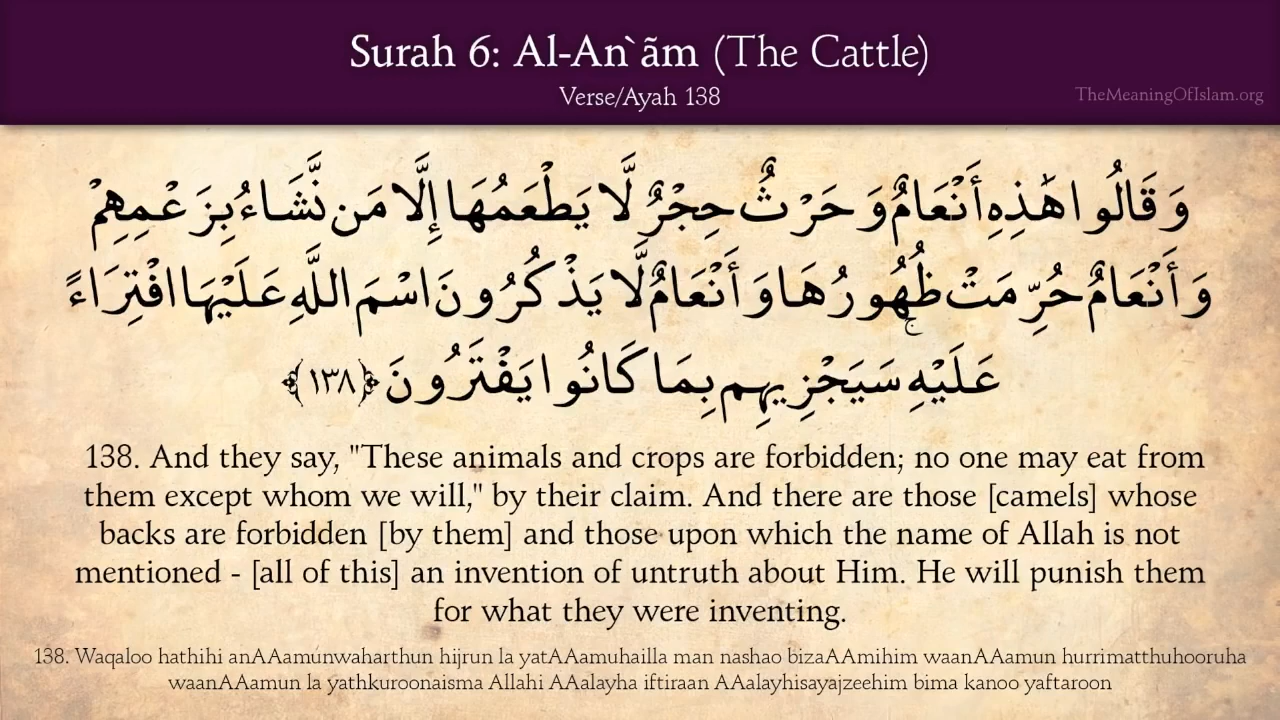 Surah 6: Al-An`ãm (The Cattle)
Verse/Ayah 138
TheMeaningOfIslam.org
وَقَالُوا هَٰذِهِ أَنْعَامٌ وَحَرْثٌ حِجْرٌ لَّا يَطْعَمُهَا إِلَّا مَن نَّشَاءُ بِزَعْمِهِمْ
وَأَنْعَامٌ حُرِّمَتْ ظُهُورُهَا وَأَنْعَامٌ لَّا يَذْكُرُونَ اسْمَ اللَّهِ عَلَيْهَا افْتِرَاءً
عَلَيْهِ ۚ سَيَجْزِيهِم بِمَا كَانُوا يَفْتَرُونَ ﴿١٣٨﴾
138. And they say, "These animals and crops are forbidden; no one may eat from
them except whom we will," by their claim. And there are those [camels] whose
backs are forbidden [by them] and those upon which the name of Allah is not
mentioned - [all of this] an invention of untruth about Him. He will punish them
for what they were inventing.
138. Waqaloo hathihi anAAamunwaharthun hijrun la yatAAamuhailla man nashao bizaAAmihim waanAAamun hurrimatthuhooruha
waanAAamun la yathkuroonaisma Allahi AAalayha iftiraan AAalayhisayajzeehim bima kanoo yaftaroon